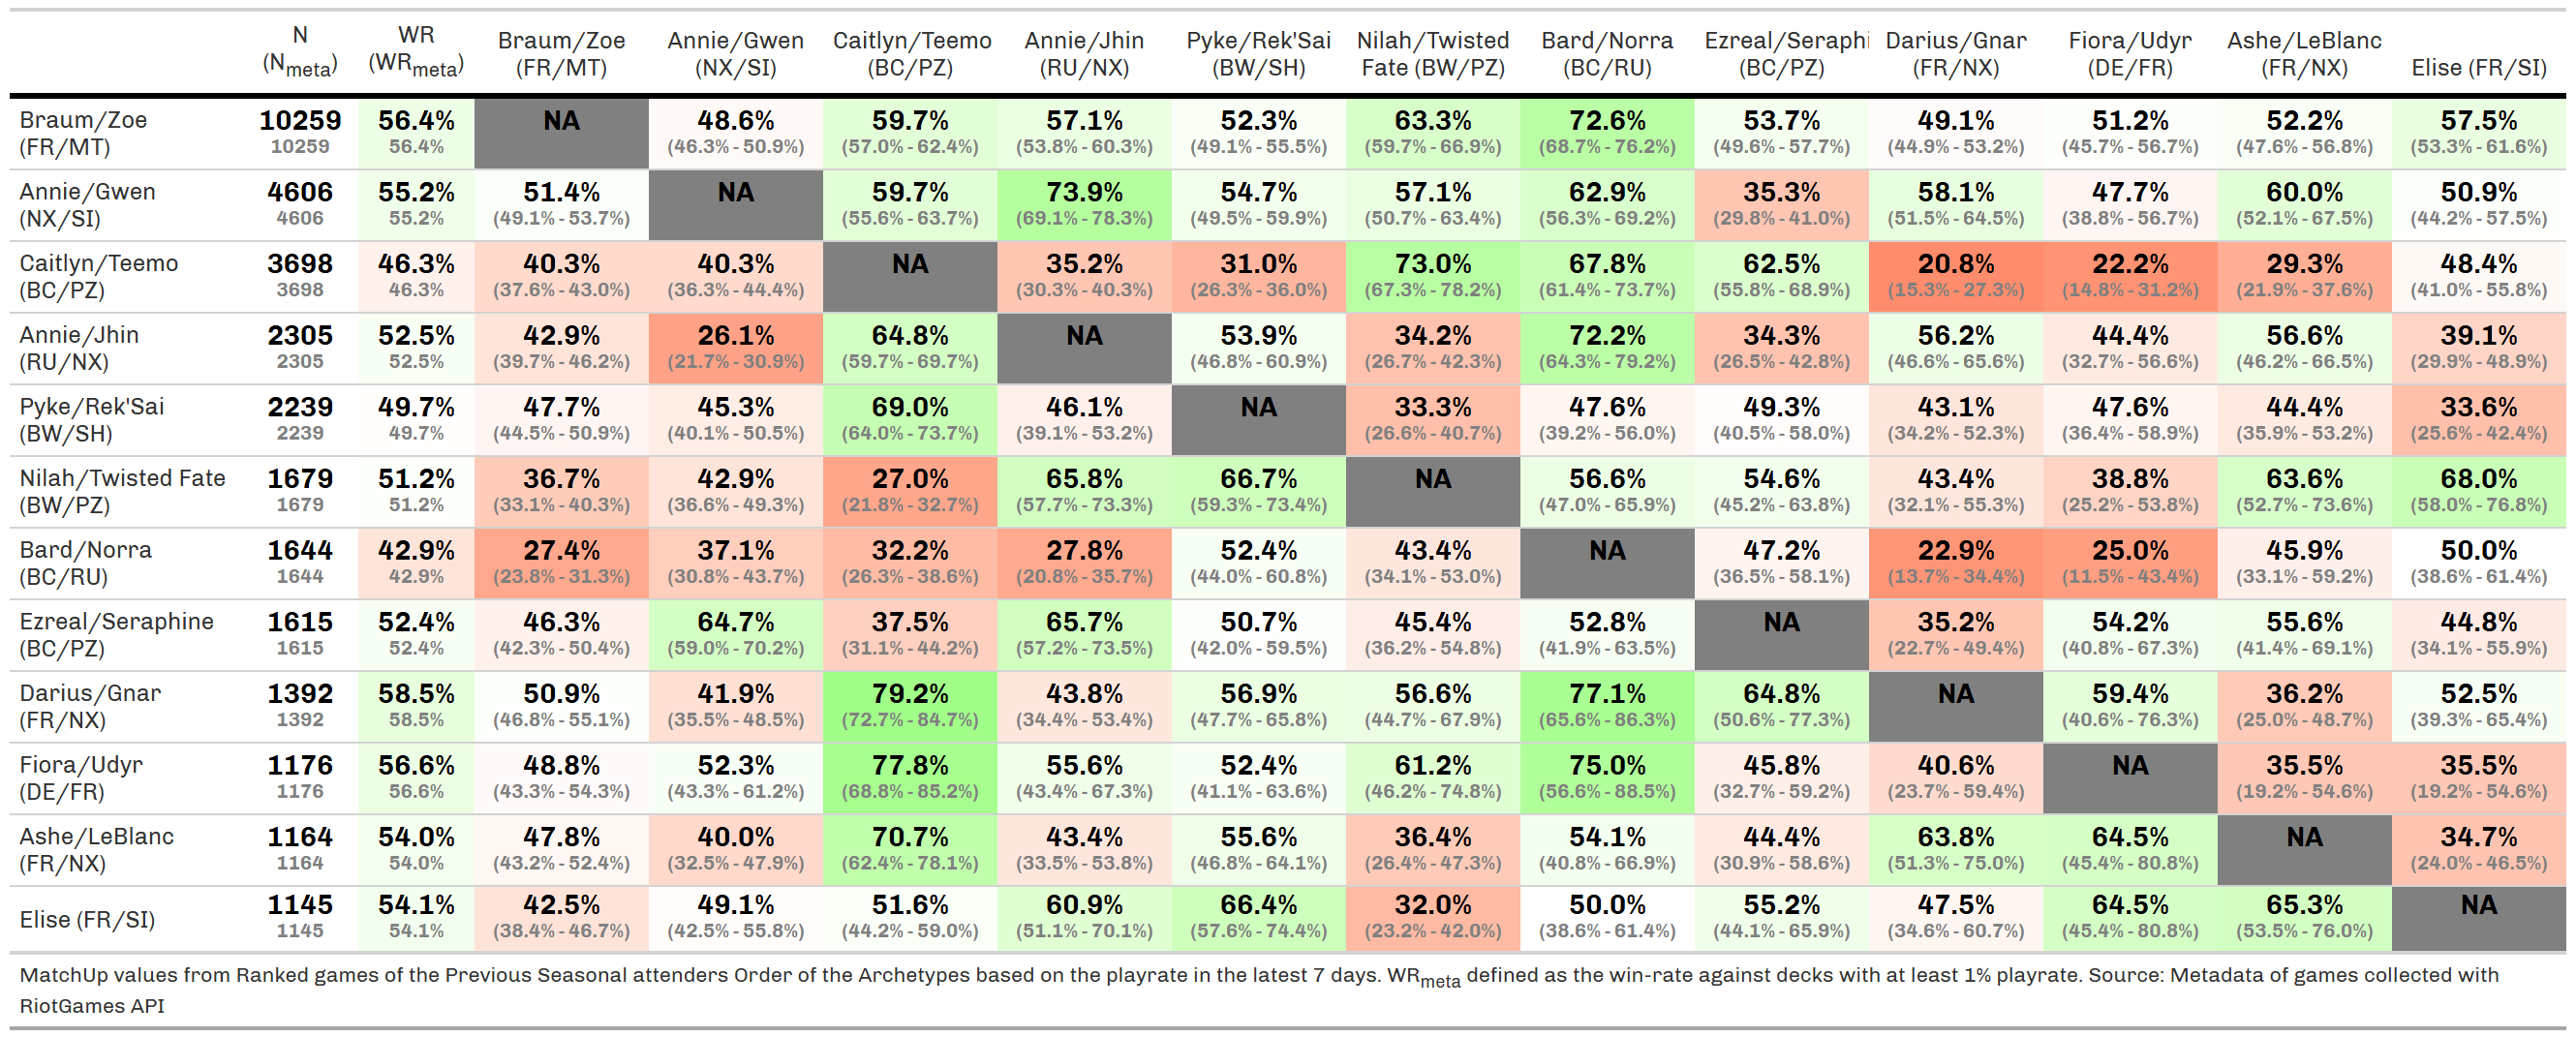 N WR Braum/Zoe Annie/Gwen Caitlyn/Teemo Annie/Jhin Pyke/Rek'Sai Nilah/Twisted Bard/Norra Ezreal/Seraphi Darius/Gnar Fiora/Udyr Ashe/LeBlanc
(Nmeta) (WRmeta) (FR/MT) (NX/SI) (BC/PZ) (RU/NX) (BW/SH) Fate (BW/PZ) (BC/RU) (BC/PZ) (FR/NX) (DE/FR) (FR/NX) Elise (FR/SI)
Braum/Zoe 10259 56.4% NA 48.6% 59.7% 57.1% 52.3% 63.3% 72.6% 53.7% 49.1% 51.2% 52.2% 57.5%
(FR/MT) 10259 56.4% (46.3% - 50.9%) (57.0% - 62.4%) (53.8% - 60.3%) (49.1% - 55.5%) (59.7% - 66.9%) (68.7% - 76.2%) (49.6% - 57.7%) (44.9% - 53.2%) (45.7% - 56.7%) (47.6% - 56.8%) (53.3% - 61.6%)
Annie/Gwen 4606 55.2% 51.4% NA 59.7% 73.9% 54.7% 57.1% 62.9% 35.3% 58.1% 47.7% 60.0% 50.9%
(NX/SI) 4606 55.2% (49.1% - 53.7%) (55.6% - 63.7%) (69.1% - 78.3%) (49.5% - 59.9%) (50.7% - 63.4%) (56.3% - 69.2%) (29.8% - 41.0%) (51.5% - 64.5%) (38.8% - 56.7%) (52.1% - 67.5%) (44.2% - 57.5%)
Caitlyn/Teemo 3698 46.3% 40.3% 40.3% NA 35.2% 31.0% 73.0% 67.8% 62.5% 20.8% 22.2% 29.3% 48.4%
(BC/PZ) 3698 46.3% (37.6% - 43.0%) (36.3% - 44.4%) (30.3% - 40.3%) (26.3% - 36.0%) (67.3% - 78.2%) (61.4% - 73.7%) (55.8% - 68.9%) (15.3% - 27.3%) (14.8% - 31.2%) (21.9% - 37.6%) (41.0% - 55.8%)
Annie/Jhin 2305 52.5% 42.9% 26.1% 64.8% NA 53.9% 34.2% 72.2% 34.3% 56.2% 44.4% 56.6% 39.1%
(RU/NX) 2305 52.5% (39.7% - 46.2%) (21.7% - 30.9%) (59.7% - 69.7%) (46.8% - 60.9%) (26.7% - 42.3%) (64.3% - 79.2%) (26.5% - 42.8%) (46.6% - 65.6%) (32.7% - 56.6%) (46.2% - 66.5%) (29.9% - 48.9%)
Pyke/Rek'Sai 2239 49.7% 47.7% 45.3% 69.0% 46.1% NA 33.3% 47.6% 49.3% 43.1% 47.6% 44.4% 33.6%
(BW/SH) 2239 49.7% (44.5% - 50.9%) (40.1% - 50.5%) (64.0% - 73.7%) (39.1% - 53.2%) (26.6% - 40.7%) (39.2% - 56.0%) (40.5% - 58.0%) (34.2% - 52.3%) (36.4% - 58.9%) (35.9% - 53.2%) (25.6% - 42.4%)
Nilah/Twisted Fate 1679 51.2% 36.7% 42.9% 27.0% 65.8% 66.7% NA 56.6% 54.6% 43.4% 38.8% 63.6% 68.0%
(BW/PZ) 1679 51.2% (33.1% - 40.3%) (36.6% - 49.3%) (21.8% - 32.7%) (57.7% - 73.3%) (59.3% - 73.4%) (47.0% - 65.9%) (45.2% - 63.8%) (32.1% - 55.3%) (25.2% - 53.8%) (52.7% - 73.6%) (58.0% - 76.8%)
Bard/Norra 1644 42.9% 27.4% 37.1% 32.2% 27.8% 52.4% 43.4% NA 47.2% 22.9% 25.0% 45.9% 50.0%
(BC/RU) 1644 42.9% (23.8% - 31.3%) (30.8% - 43.7%) (26.3% - 38.6%) (20.8% - 35.7%) (44.0% - 60.8%) (34.1% - 53.0%) (36.5% - 58.1%) (13.7% - 34.4%) (11.5% - 43.4%) (33.1% - 59.2%) (38.6% - 61.4%)
Ezreal/Seraphine 1615 52.4% 46.3% 64.7% 37.5% 65.7% 50.7% 45.4% 52.8% NA 35.2% 54.2% 55.6% 44.8%
(BC/PZ) 1615 52.4% (42.3% - 50.4%) (59.0% - 70.2%) (31.1% - 44.2%) (57.2% - 73.5%) (42.0% - 59.5%) (36.2% - 54.8%) (41.9% - 63.5%) (22.7% - 49.4%) (40.8% - 67.3%) (41.4% - 69.1%) (34.1% - 55.9%)
Darius/Gnar 1392 58.5% 50.9% 41.9% 79.2% 43.8% 56.9% 56.6% 77.1% 64.8% NA 59.4% 36.2% 52.5%
(FR/NX) 1392 58.5% (46.8% - 55.1%) (35.5% - 48.5%) (72.7% - 84.7%) (34.4% - 53.4%) (47.7% - 65.8%) (44.7% - 67.9%) (65.6% - 86.3%) (50.6% - 77.3%) (40.6% - 76.3%) (25.0% - 48.7%) (39.3% - 65.4%)
Fiora/Udyr 1176 56.6% 48.8% 52.3% 77.8% 55.6% 52.4% 61.2% 75.0% 45.8% 40.6% NA 35.5% 35.5%
(DE/FR) 1176 56.6% (43.3% - 54.3%) (43.3% - 61.2%) (68.8% - 85.2%) (43.4% - 67.3%) (41.1% - 63.6%) (46.2% - 74.8%) (56.6% - 88.5%) (32.7% - 59.2%) (23.7% - 59.4%) (19.2% - 54.6%) (19.2% - 54.6%)
Ashe/LeBlanc 1164 54.0% 47.8% 40.0% 70.7% 43.4% 55.6% 36.4% 54.1% 44.4% 63.8% 64.5% NA 34.7%
(FR/NX) 1164 54.0% (43.2% - 52.4%) (32.5% - 47.9%) (62.4% - 78.1%) (33.5% - 53.8%) (46.8% - 64.1%) (26.4% - 47.3%) (40.8% - 66.9%) (30.9% - 58.6%) (51.3% - 75.0%) (45.4% - 80.8%) (24.0% - 46.5%)
Elise (FR/SI) 1145 54.1% 42.5% 49.1% 51.6% 60.9% 66.4% 32.0% 50.0% 55.2% 47.5% 64.5% 65.3% NA
1145 54.1% (38.4% - 46.7%) (42.5% - 55.8%) (44.2% - 59.0%) (51.1% - 70.1%) (57.6% - 74.4%) (23.2% - 42.0%) (38.6% - 61.4%) (44.1% - 65.9%) (34.6% - 60.7%) (45.4% - 80.8%) (53.5% - 76.0%)
MatchUp values from Ranked games of the Previous Seasonal attenders Order of the Archetypes based on the playrate in the latest 7 days. WRmeta defined as the win-rate against decks with at least 1% playrate. Source: Metadata of games collected with
RiotGames API